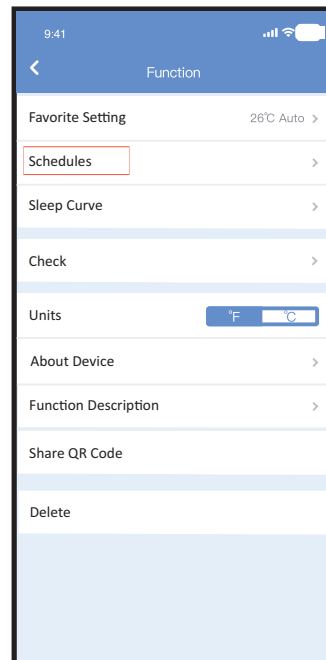 9:41
Function
Favorite Setting 26℃ Auto
Schedules
Sleep Curve
Check
Units °F ℃
About Device
Function Description
Share QR Code
Delete